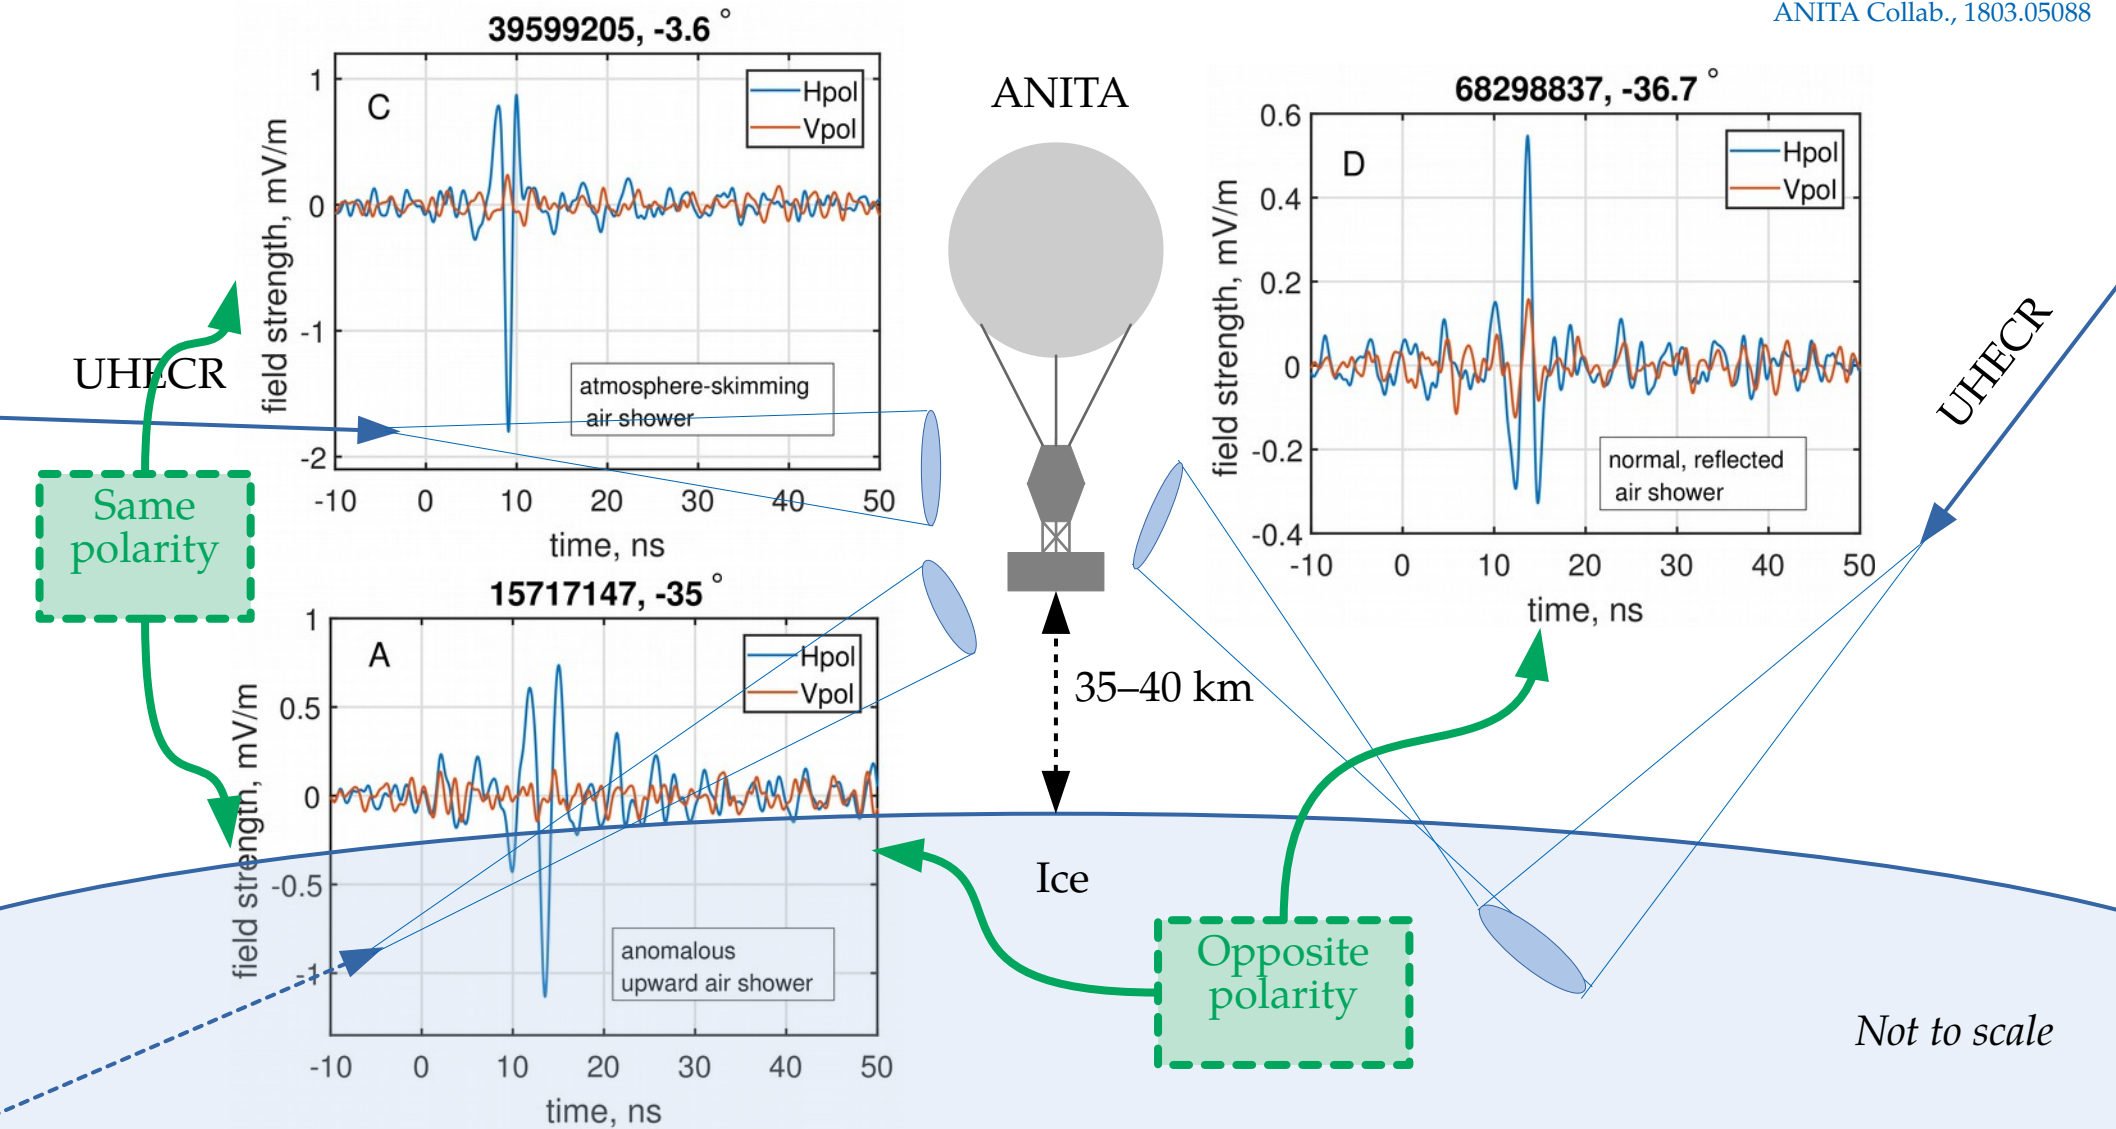 ANITA Collab., 1803.05088
39599205, -3.6 °
C
Hpol
Vpol
1
0
-1
-2
field strength, mV/m
atmosphere-skimming
air shower
-10 0 10 20 30 40 50
time, ns
UHECR
Same
polarity
15717147, -35 °
A
Hpol
Vpol
1
0.5
0
-0.5
-1
field strength, mV/m
anomalous
upward air shower
-10 0 10 20 30 40 50
time, ns
ANITA
35–40 km
Ice
68298837, -36.7 °
D
Hpol
Vpol
0.6
0.4
0.2
0
-0.2
-0.4
field strength, mV/m
normal, reflected
air shower
-10 0 10 20 30 40 50
time, ns
UHECR
Opposite
polarity
Not to scale